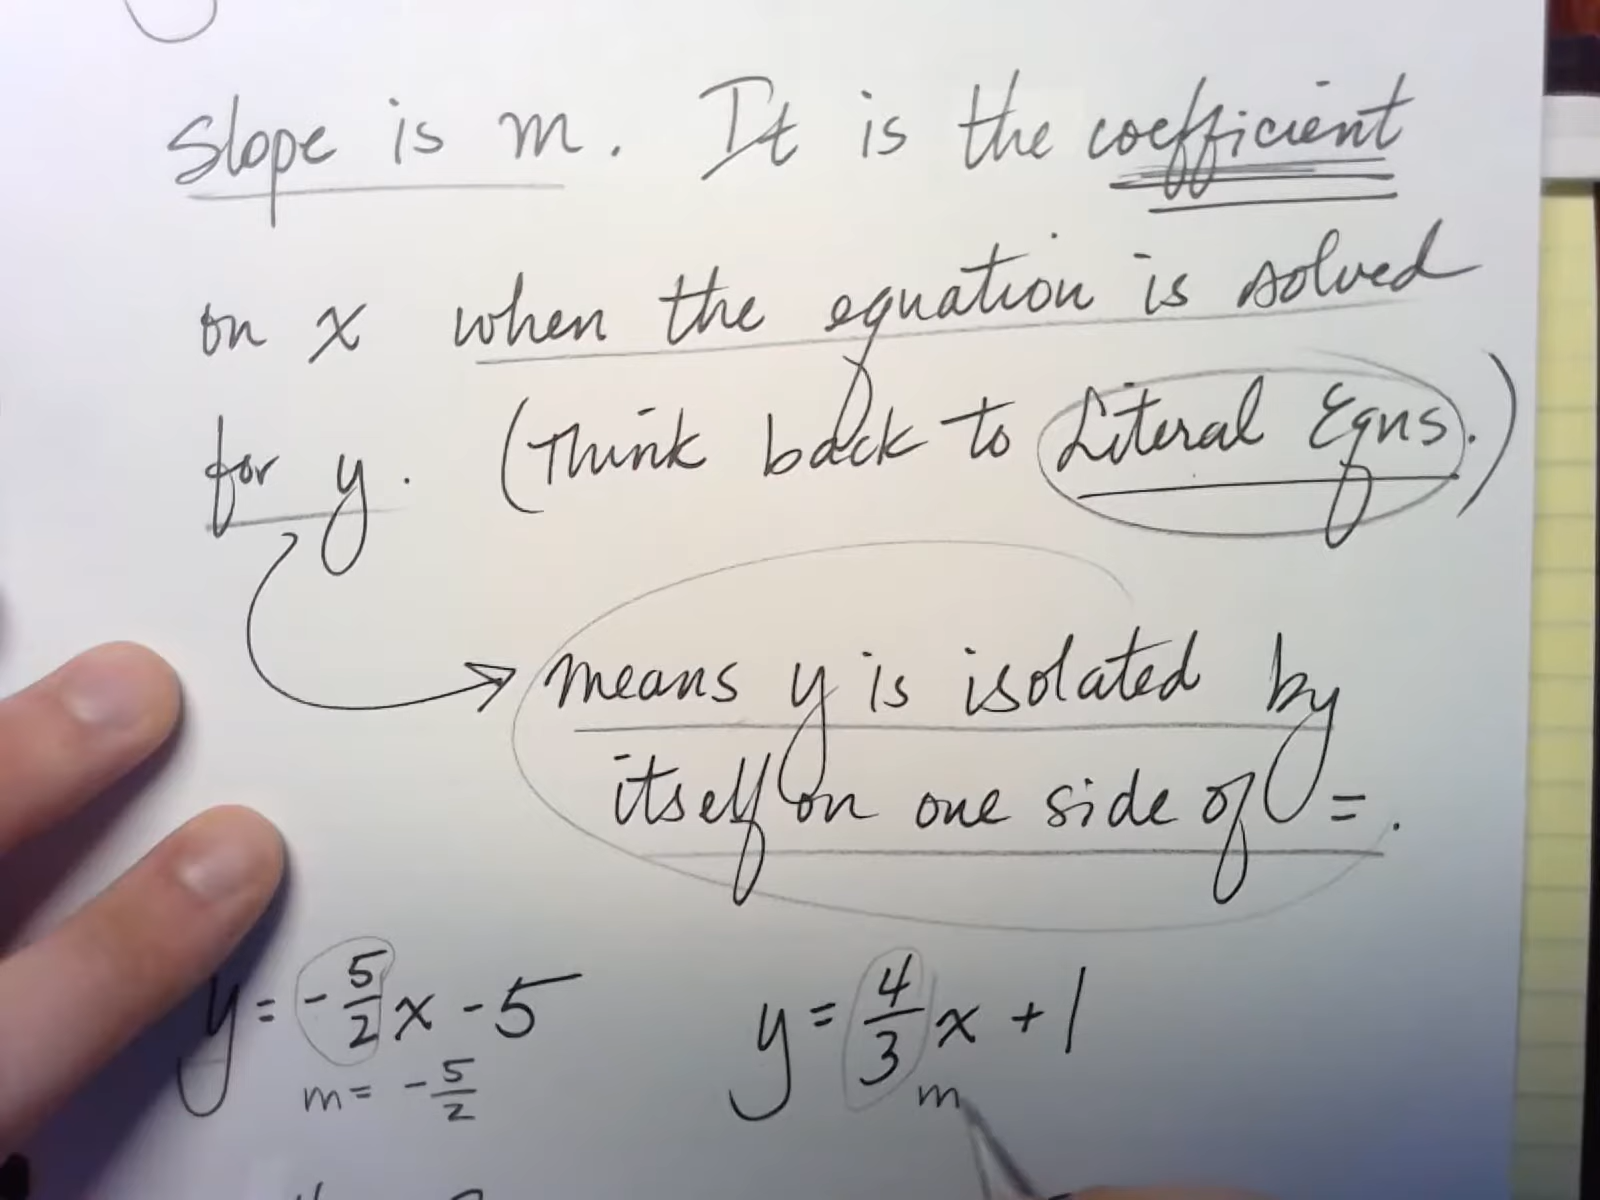 Slope is m. It is the coefficient
on x when the equation is solved
for y. (Think back to Literal Eqns.)
means y is isolated by
itself on one side of =.
y = -5/2 x - 5
m = -5/2
y = 4/3 x + 1
m